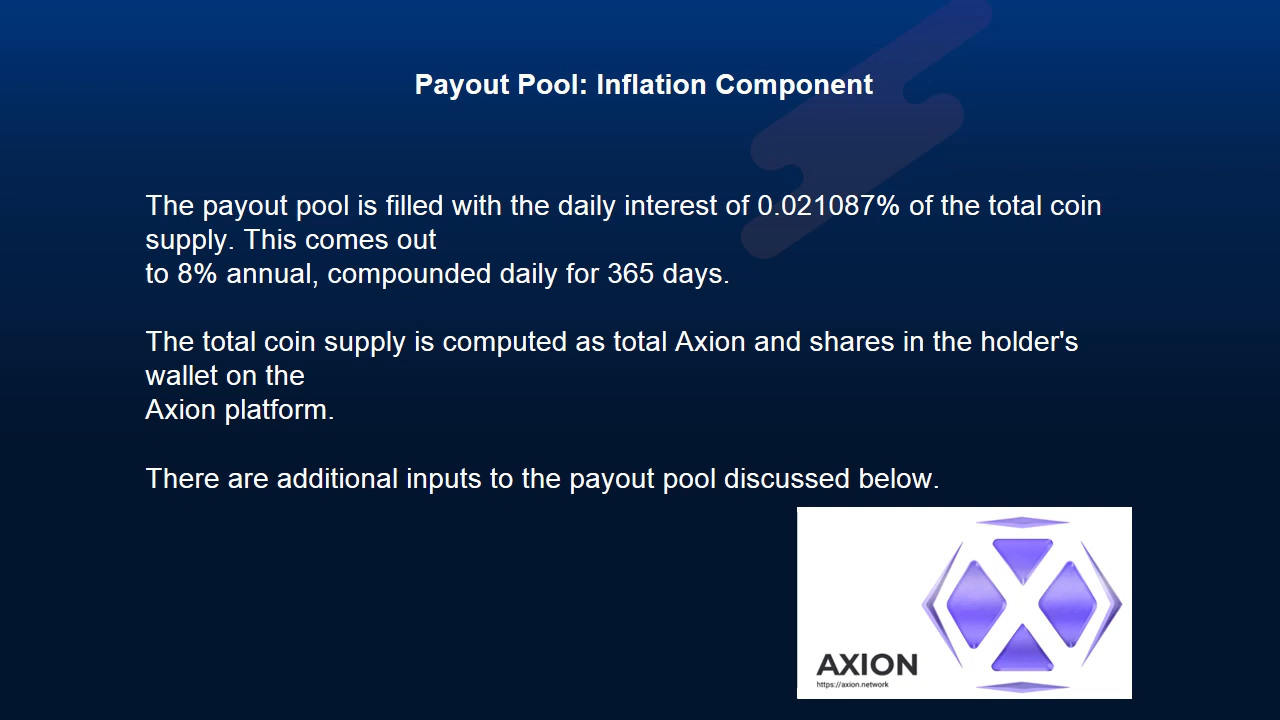 Payout Pool: Inflation Component
The payout pool is filled with the daily interest of 0.021087% of the total coin
supply. This comes out
to 8% annual, compounded daily for 365 days.
The total coin supply is computed as total Axion and shares in the holder's
wallet on the
Axion platform.
There are additional inputs to the payout pool discussed below.
AXION
https://axion.network